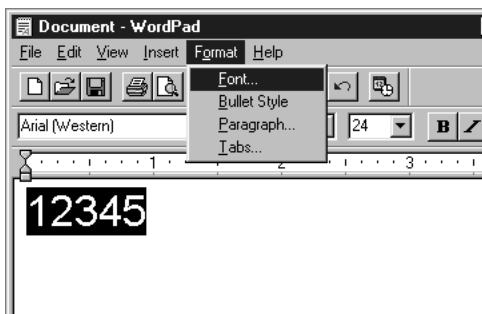 Document - WordPad
File Edit View Insert Format Help
Font...
Bullet Style
Paragraph...
Tabs...
Arial (Western) 24 B I
1 2 3
12345